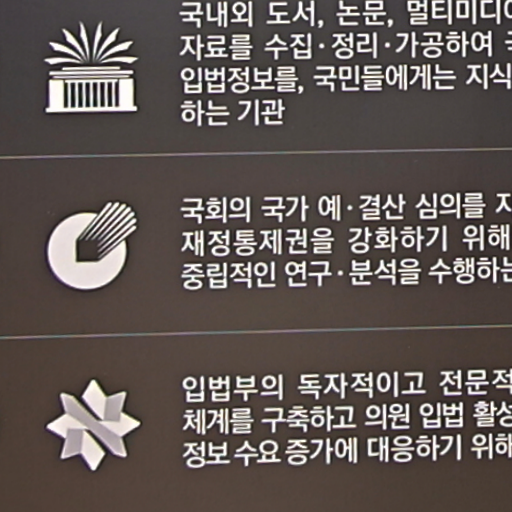 국내외 도서, 논문, 멀티미디어
자료를 수집·정리·가공하여
입법정보를, 국민들에게는 지식
하는 기관
국회의 국가 예·결산 심의를
재정통제권을 강화하기 위해
중립적인 연구·분석을 수행하는
입법부의 독자적이고 전문적
체계를 구축하고 의원 입법 활성
정보 수요 증가에 대응하기 위해